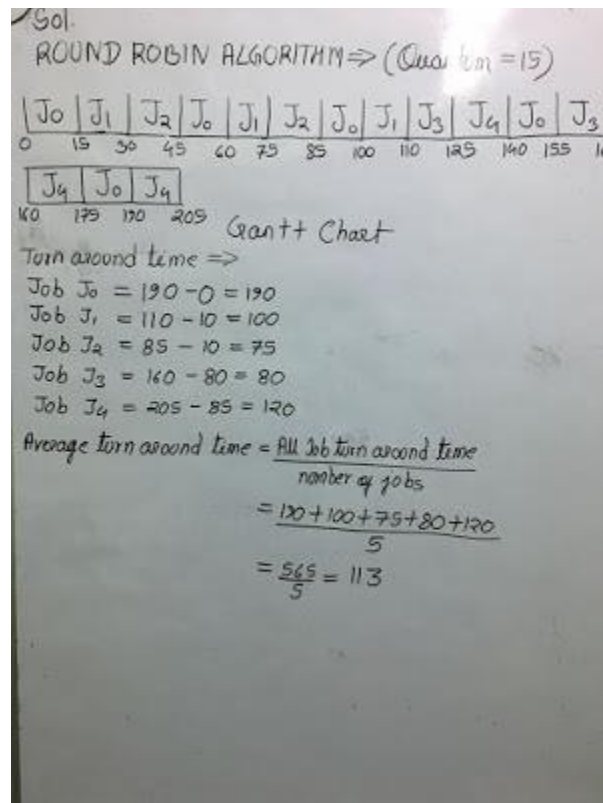 Sol.
ROUND ROBIN ALGORITHM => (Quantum = 15)
| J0 | J1 | J2 | J0 | J1 | J2 | J0 | J1 | J3 | J4 | J0 | J3
0 15 30 45 60 75 85 100 110 125 140 155
| J4 | J0 | J4 |
160 175 190 205 Gantt Chart
Turn around time =>
Job J0 = 190 - 0 = 190
Job J1 = 110 - 10 = 100
Job J2 = 85 - 10 = 75
Job J3 = 160 - 80 = 80
Job J4 = 205 - 85 = 120
Average turn around time = All Job turn around time
number of jobs
= 190+100+75+80+120
5
= 565
5 = 113